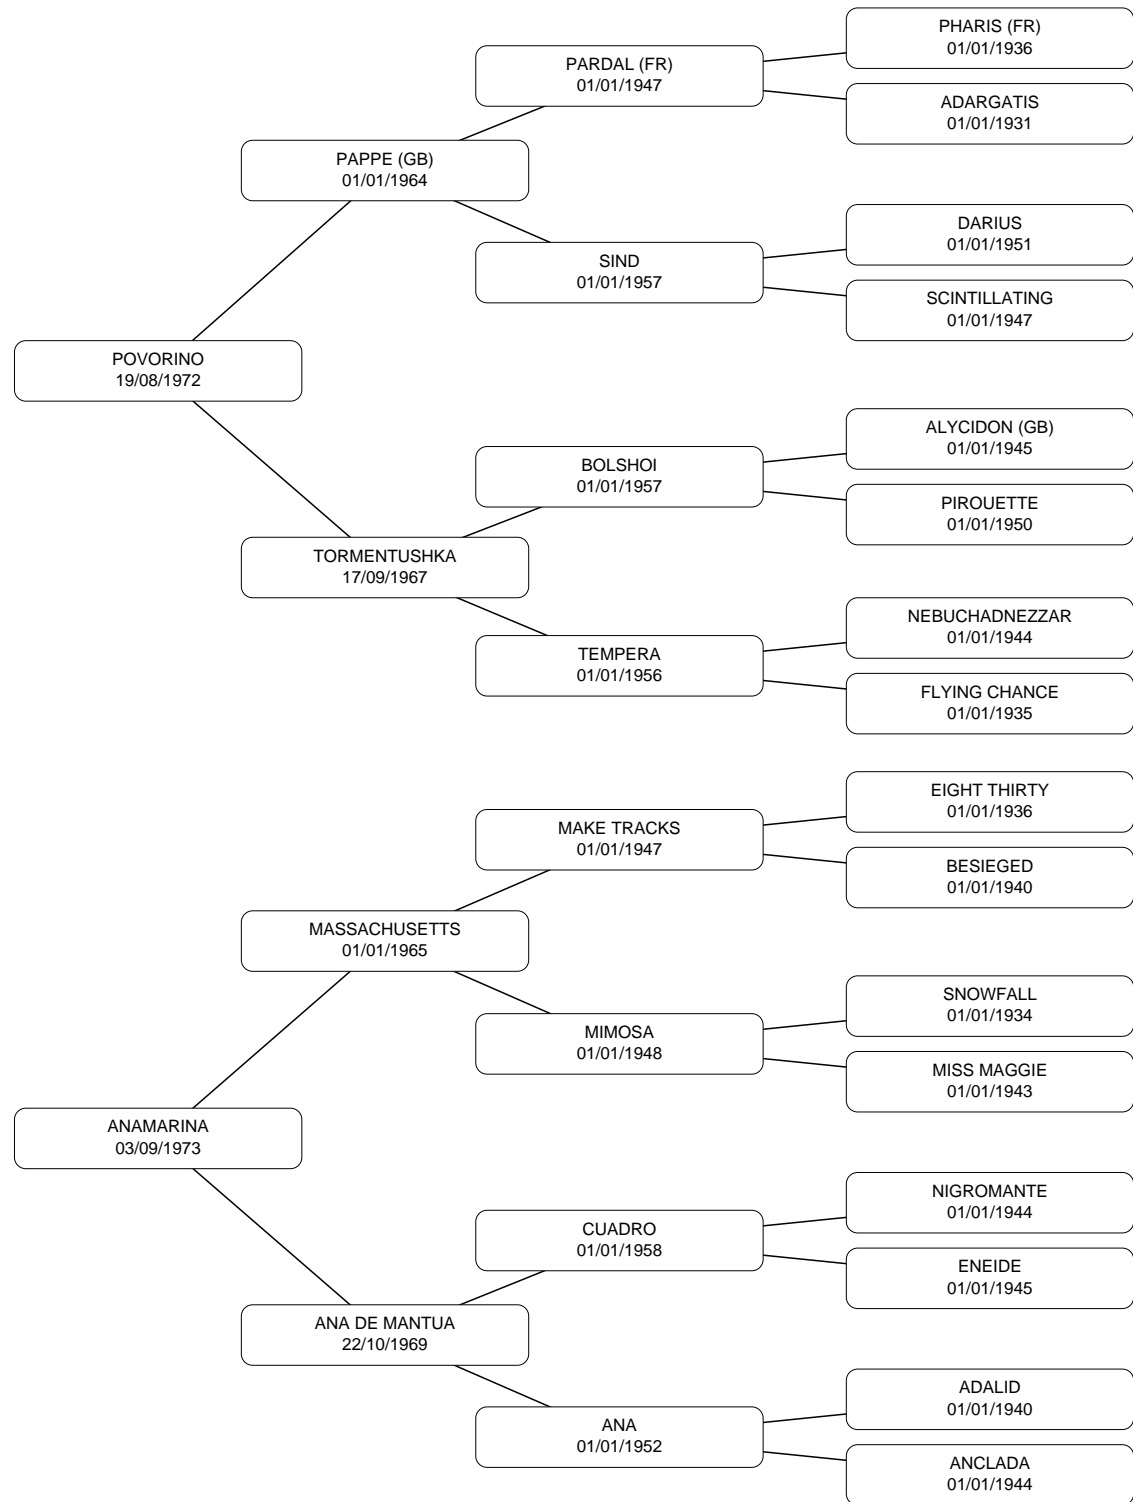 PHARIS (FR)
01/01/1936
PARDAL (FR)
01/01/1947
ADARGATIS
01/01/1931
PAPPE (GB)
01/01/1964
DARIUS
01/01/1951
SIND
01/01/1957
SCINTILLATING
01/01/1947
POVORINO
19/08/1972
ALYCIDON (GB)
01/01/1945
BOLSHOI
01/01/1957
PIROUETTE
01/01/1950
TORMENTUSHKA
17/09/1967
NEBUCHADNEZZAR
01/01/1944
TEMPERA
01/01/1956
FLYING CHANCE
01/01/1935
EIGHT THIRTY
01/01/1936
MAKE TRACKS
01/01/1947
BESIEGED
01/01/1940
MASSACHUSETTS
01/01/1965
SNOWFALL
01/01/1934
MIMOSA
01/01/1948
MISS MAGGIE
01/01/1943
ANAMARINA
03/09/1973
NIGROMANTE
01/01/1944
CUADRO
01/01/1958
ENEIDE
01/01/1945
ANA DE MANTUA
22/10/1969
ADALID
01/01/1940
ANA
01/01/1952
ANCLADA
01/01/1944